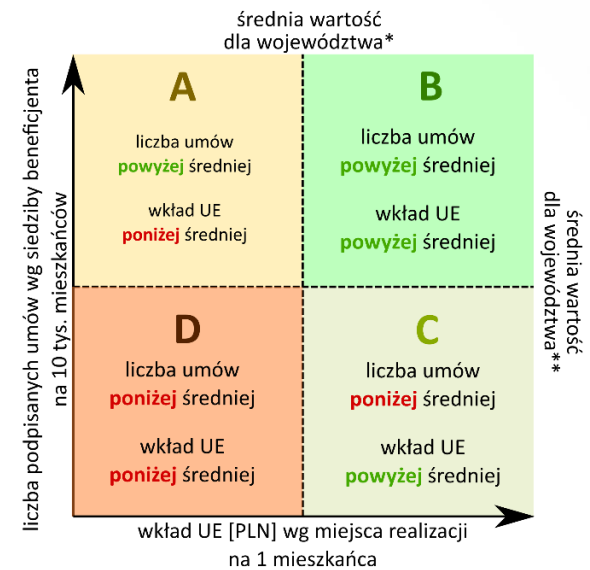 średnia wartość
dla województwa*
liczba podpisanych umów wg siedziby beneficjenta
na 10 tys. mieszkańców
A
liczba umów
powyżej średniej
wkład UE
poniżej średniej
B
liczba umów
powyżej średniej
wkład UE
powyżej średniej
średnia wartość
dla województwa**
D
liczba umów
poniżej średniej
wkład UE
poniżej średniej
C
liczba umów
poniżej średniej
wkład UE
powyżej średniej
wkład UE [PLN] wg miejsca realizacji
na 1 mieszkańca